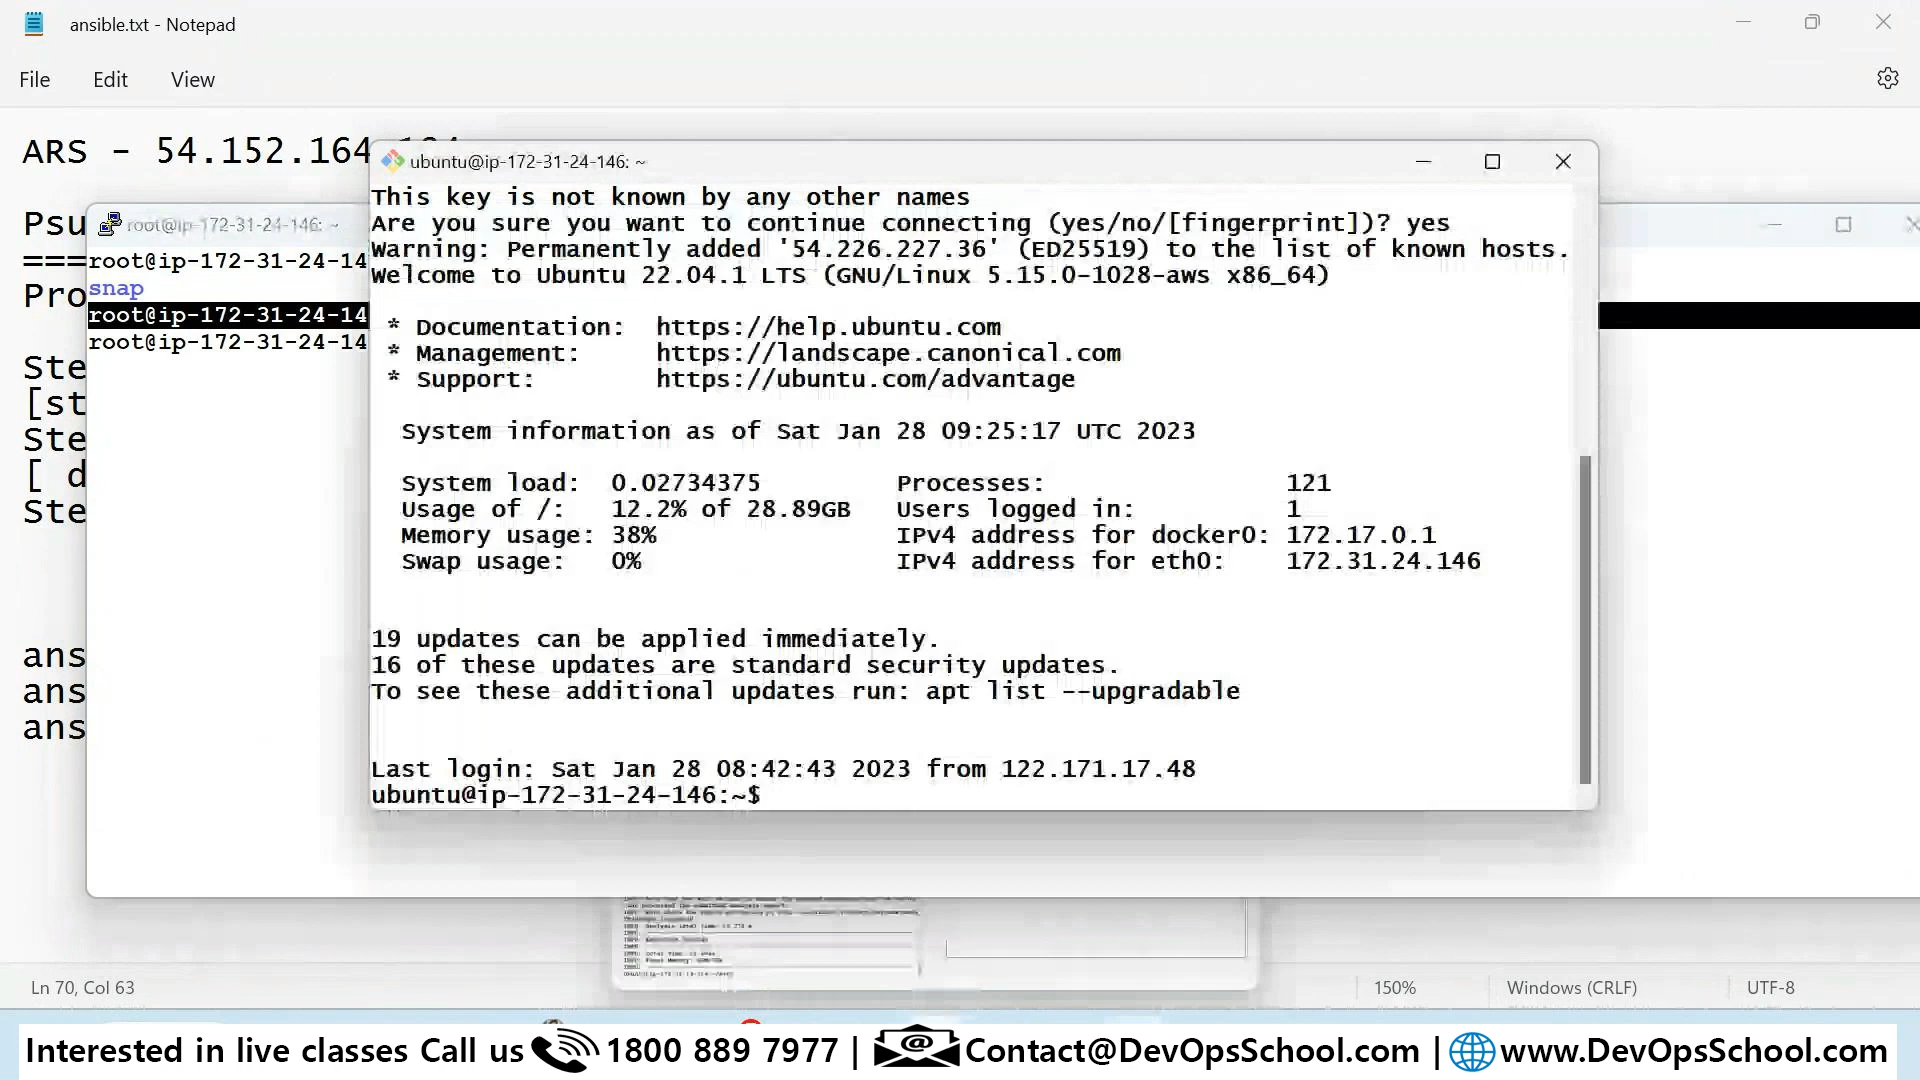 ansible.txt - Notepad
File Edit View
ARS - 54.152.164
Psu
====
Pro
Ste
[st
Ste
[ d
Ste
ans
ans
ans
root@ip-172-31-24-146: ~
root@ip-172-31-24-14
snap
root@ip-172-31-24-14
root@ip-172-31-24-14
ubuntu@ip-172-31-24-146: ~
This key is not known by any other names
Are you sure you want to continue connecting (yes/no/[fingerprint])? yes
Warning: Permanently added '54.226.227.36' (ED25519) to the list of known hosts.
Welcome to Ubuntu 22.04.1 LTS (GNU/Linux 5.15.0-1028-aws x86_64)
* Documentation: https://help.ubuntu.com
* Management: https://landscape.canonical.com
* Support: https://ubuntu.com/advantage
System information as of Sat Jan 28 09:25:17 UTC 2023
System load: 0.02734375 Processes: 121
Usage of /: 12.2% of 28.89GB Users logged in: 1
Memory usage: 38% IPv4 address for docker0: 172.17.0.1
Swap usage: 0% IPv4 address for eth0: 172.31.24.146
19 updates can be applied immediately.
16 of these updates are standard security updates.
To see these additional updates run: apt list --upgradable
Last login: Sat Jan 28 08:42:43 2023 from 122.171.17.48
ubuntu@ip-172-31-24-146:~$
Ln 70, Col 63 150% Windows (CRLF) UTF-8
Interested in live classes Call us 1800 889 7977 | Contact@DevOpsSchool.com | www.DevOpsSchool.com